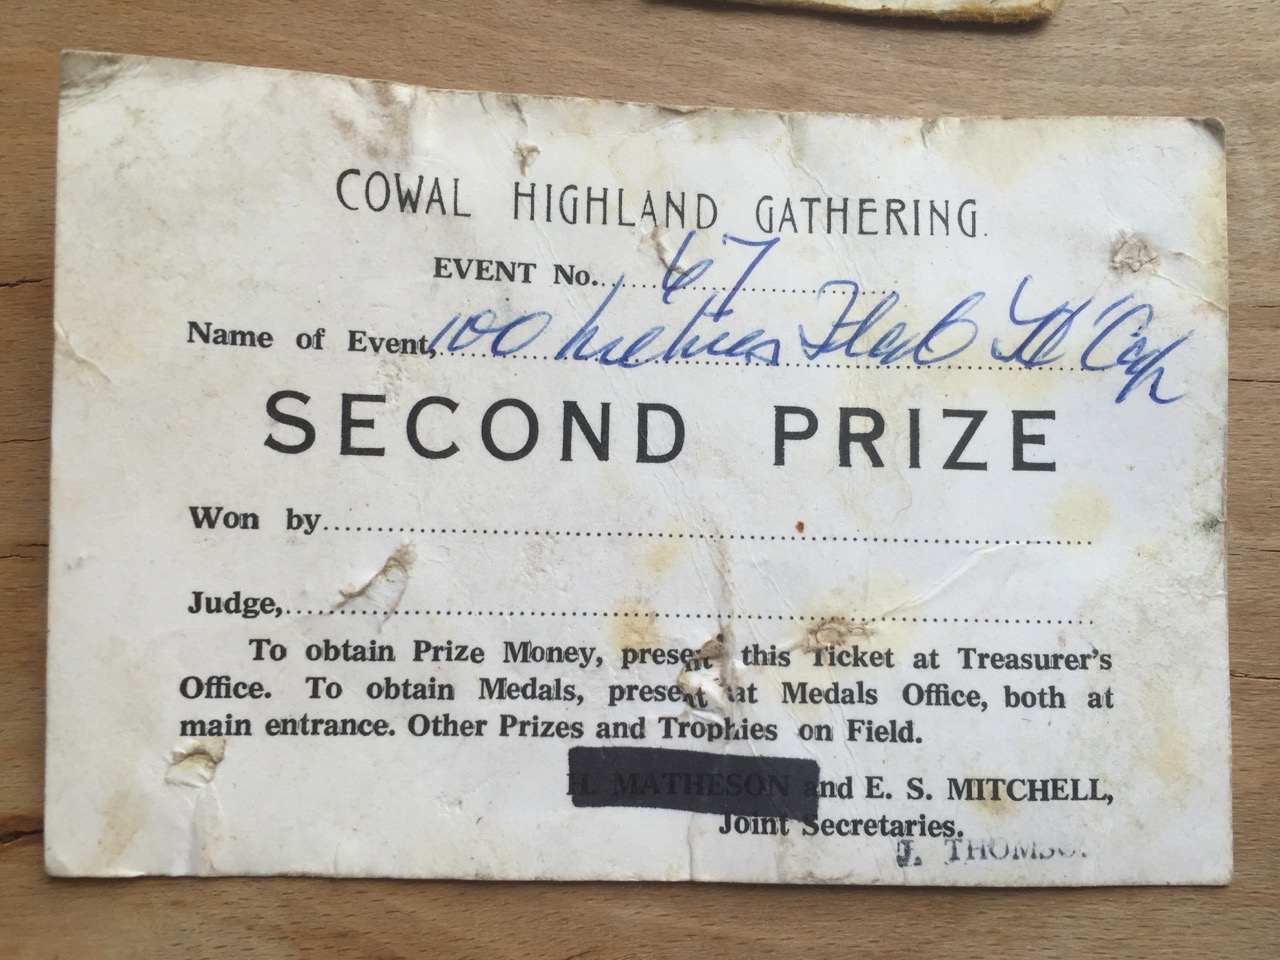 COWAL HIGHLAND GATHERING.
EVENT No. 67
Name of Event, 100 Metres Flat H Cap
SECOND PRIZE
Won by
Judge,
To obtain Prize Money, present this Ticket at Treasurer's
Office. To obtain Medals, present at Medals Office, both at
main entrance. Other Prizes and Trophies on Field.
H. MATHESON and E. S. MITCHELL,
Joint Secretaries.
J. THOMSO